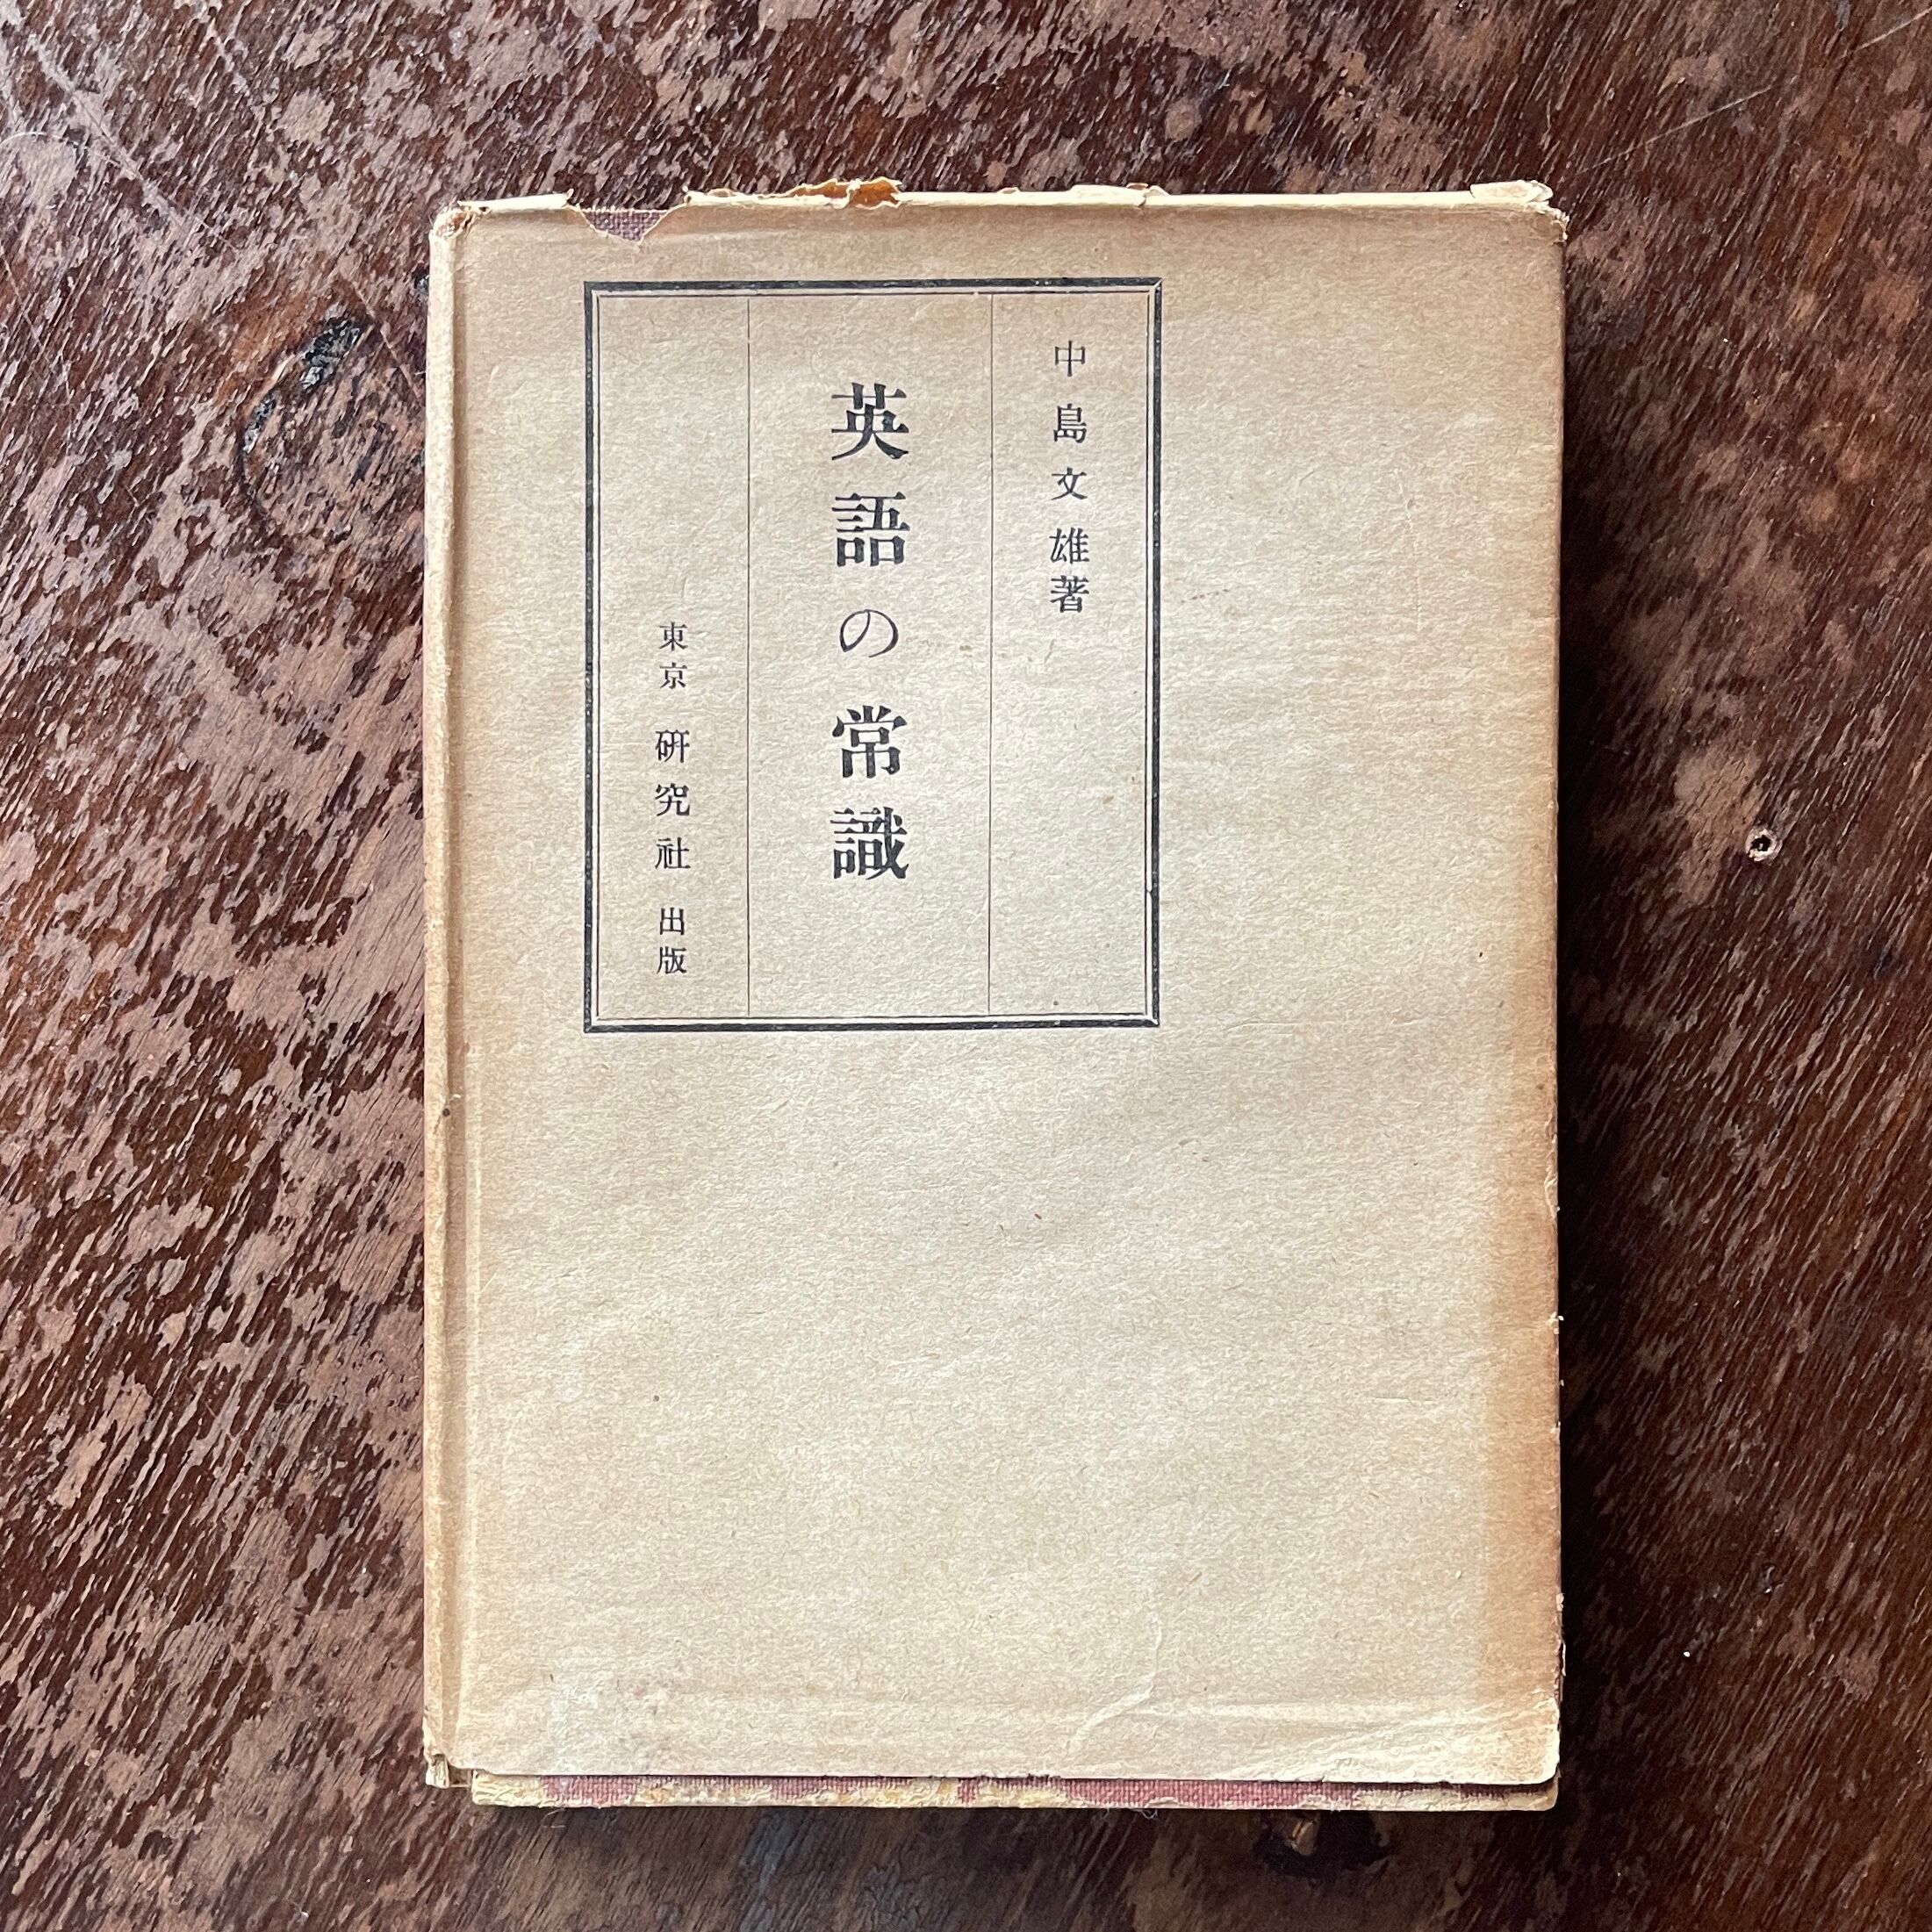 中島文雄著
英語の常識
東京 研究社 出版